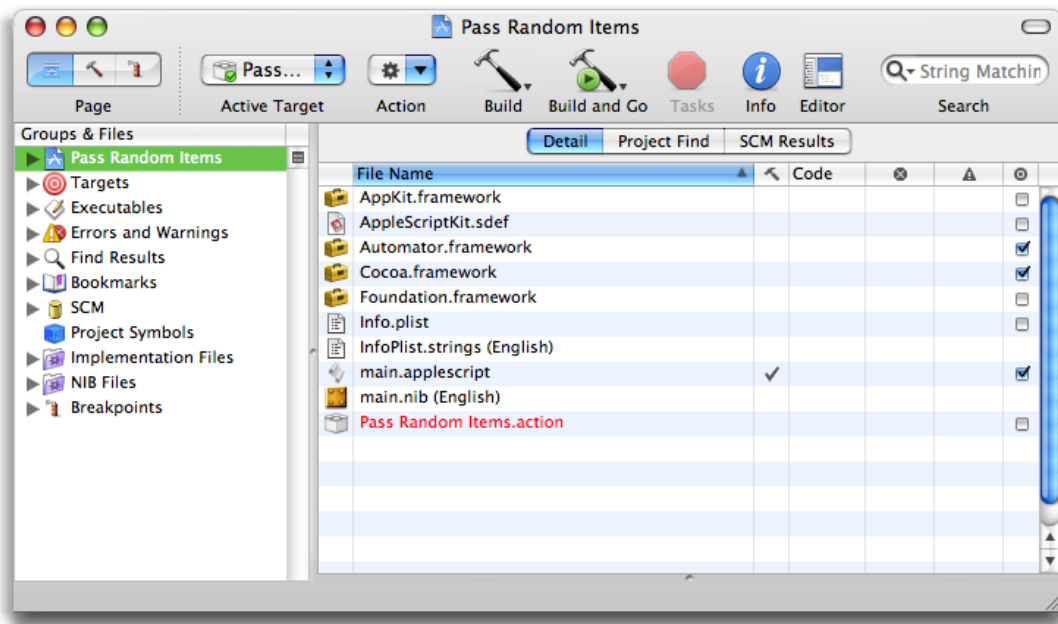 Pass Random Items
Pass...
String Matchin
Page
Active Target
Action
Build
Build and Go
Tasks
Info
Editor
Search
Groups & Files
Pass Random Items
Targets
Executables
Errors and Warnings
Find Results
Bookmarks
SCM
Project Symbols
Implementation Files
NIB Files
Breakpoints
Detail
Project Find
SCM Results
File Name
Code
AppKit.framework
AppleScriptKit.sdef
Automator.framework
Cocoa.framework
Foundation.framework
Info.plist
InfoPlist.strings (English)
main.applescript
main.nib (English)
Pass Random Items.action